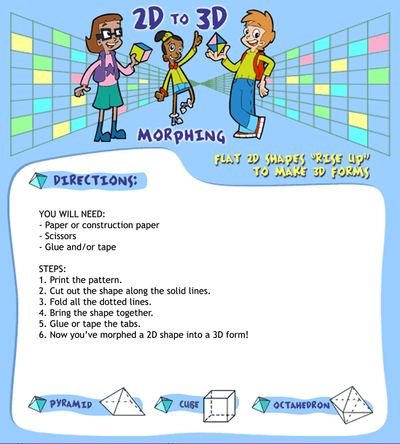 2D TO 3D
MORPHING
FLAT 2D SHAPES "RISE UP"
TO MAKE 3D FORMS
DIRECTIONS:
YOU WILL NEED:
- Paper or construction paper
- Scissors
- Glue and/or tape
STEPS:
1. Print the pattern.
2. Cut out the shape along the solid lines.
3. Fold all the dotted lines.
4. Bring the shape together.
5. Glue or tape the tabs.
6. Now you've morphed a 2D shape into a 3D form!
PYRAMID
CUBE
OCTAHEDRON